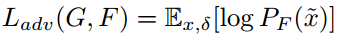 $L_{adv}(G, F) = \mathbb{E}_{x,\delta}[\log P_F(\tilde{x})]$